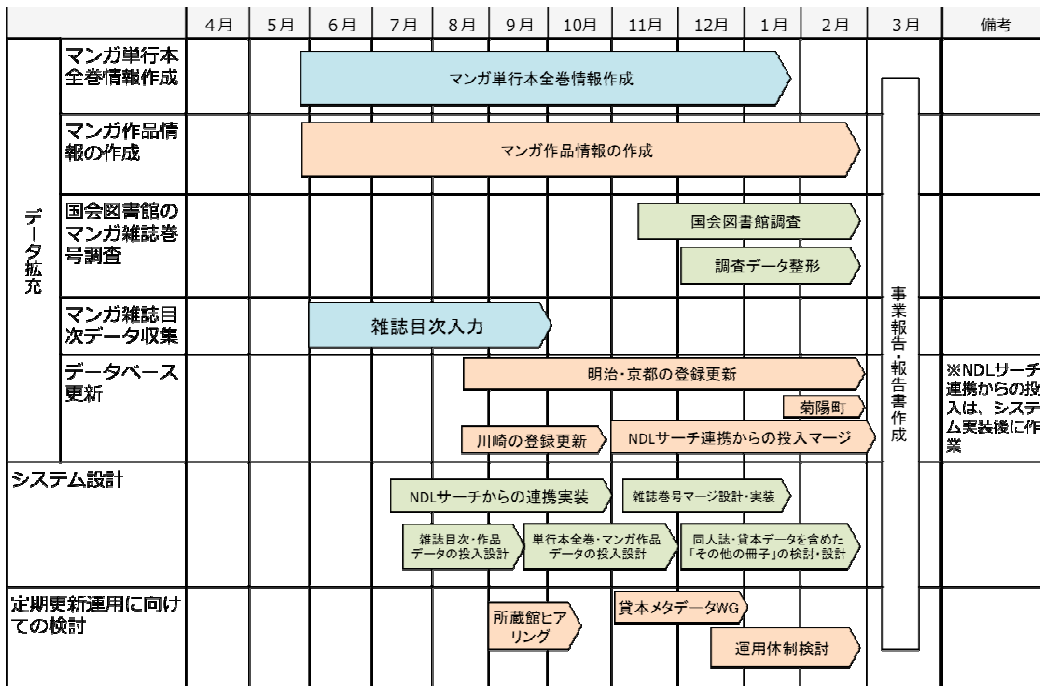 4月 5月 6月 7月 8月 9月 10月 11月 12月 1月 2月 3月 備考
データ拡充
マンガ単行本
全巻情報作成
マンガ単行本全巻情報作成
マンガ作品情
報の作成
マンガ作品情報の作成
国会図書館の
マンガ雑誌巻
号調査
国会図書館調査
調査データ整形
マンガ雑誌目
次データ収集
雑誌目次入力
データベース
更新
明治・京都の登録更新
菊陽町
川崎の登録更新
NDLサーチ連携からの投入マージ
※NDLサーチ
連携からの投
入は、システ
ム実装後に作
業
事業報告・報告書作成
システム設計
NDLサーチからの連携実装
雑誌巻号マージ設計・実装
雑誌目次・作品
データの投入設計
単行本全巻・マンガ作品
データの投入設計
同人誌・貸本データを含めた
「その他の冊子」の検討・設計
定期更新運用に向け
ての検討
所蔵館ヒア
リング
貸本メタデータWG
運用体制検討